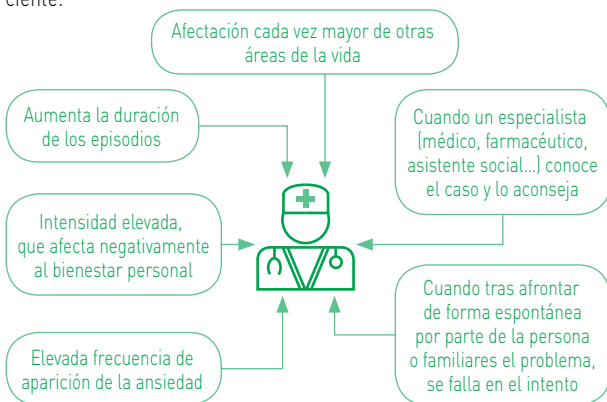 ciente.
Afectación cada vez mayor de otras
áreas de la vida
Aumenta la duración
de los episodios
Cuando un especialista
(médico, farmacéutico,
asistente social...) conoce
el caso y lo aconseja
Intensidad elevada,
que afecta negativamente
al bienestar personal
Cuando tras afrontar
de forma espontánea
por parte de la persona
o familiares el problema,
se falla en el intento
Elevada frecuencia de
aparición de la ansiedad